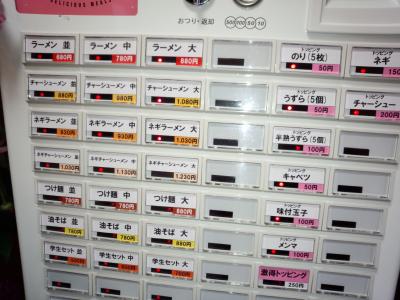 DELICIOUS MEALS
おつり・返却
500 100 50 10
ラーメン 並
680円
ラーメン 中
780円
ラーメン 大
880円
トッピング
のり(5枚)
50円
トッピング
ネギ
150
チャーシューメン 並
880円
チャーシューメン 中
980円
チャーシューメン 大
1,080円
トッピング
うずら(5個)
50円
トッピング
チャーシュー
200円
ネギラーメン 並
830円
ネギラーメン 中
930円
ネギラーメン 大
1,030円
トッピング
半熟うずら(5個)
100円
ネギチャーシュー 並
1,030円
ネギチャーシューメン 中
1,130円
ネギチャーシューメン 大
1,230円
トッピング
キャベツ
50円
つけ麺 並
つけ麺 中
つけ麺 大
880円
トッピング
味付玉子
100円
油そば 並
780円
油そば 中
780円
油そば 大
880円
トッピング
メンマ
100円
学生セット 並
学生セット 中
学生セット 大
激得トッピング
250円